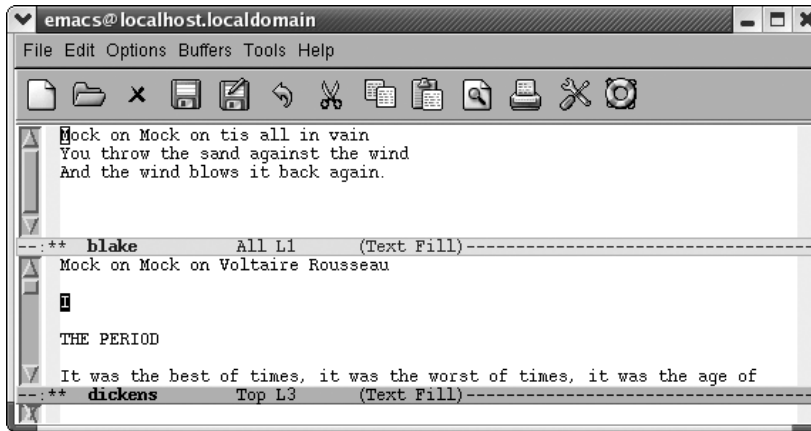 emacs@localhost.localdomain
File Edit Options Buffers Tools Help
Mock on Mock on tis all in vain
You throw the sand against the wind
And the wind blows it back again.
--:** blake All L1 (Text Fill)-----------------------------------
Mock on Mock on Voltaire Rousseau
I
THE PERIOD
It was the best of times, it was the worst of times, it was the age of
--:** dickens Top L3 (Text Fill)-----------------------------------